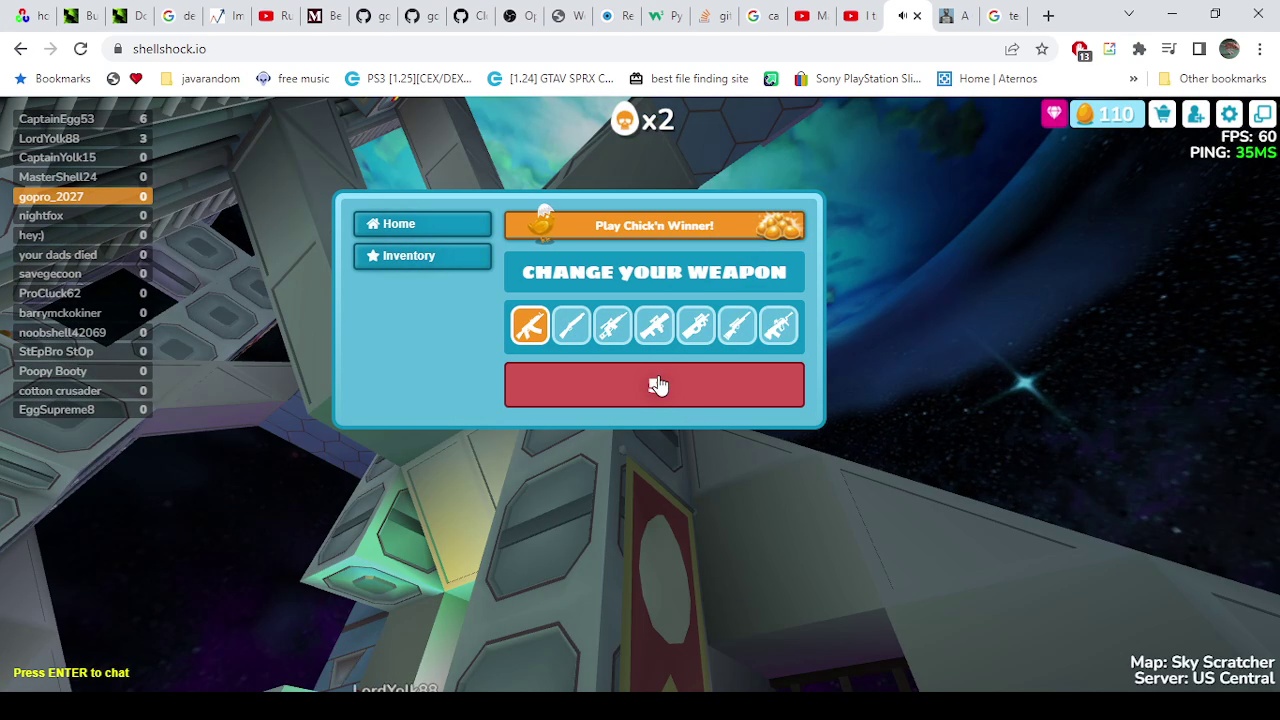 hc
Bu
Do
de
Im
Ru
Be
gc
gc
Cl
Op
W
Re
Py
git
ca
M
I t
A
te
shellshock.io
13
Bookmarks
javarandom
free music
PS3 [1.25](CEX/DEX...
[1.24] GTAV SPRX C...
best file finding site
Sony PlayStation Sli...
Home | Aternos
»
Other bookmarks
CaptainEgg53 6
LordYolk88 3
CaptainYolk15 0
MasterShell24 0
gopro_2027 0
nightfox 0
hey:) 0
your dads died 0
savegecoon 0
ProCluck62 0
barrymckokiner 0
noobshell42069 0
StEpBro StOp 0
Poopy Booty 0
cotton crusader 0
EggSupreme8 0
x2
110
FPS: 60
PING: 35MS
Home
Inventory
Play Chick'n Winner!
CHANGE YOUR WEAPON
Press ENTER to chat
LordYolk88
Map: Sky Scratcher
Server: US Central